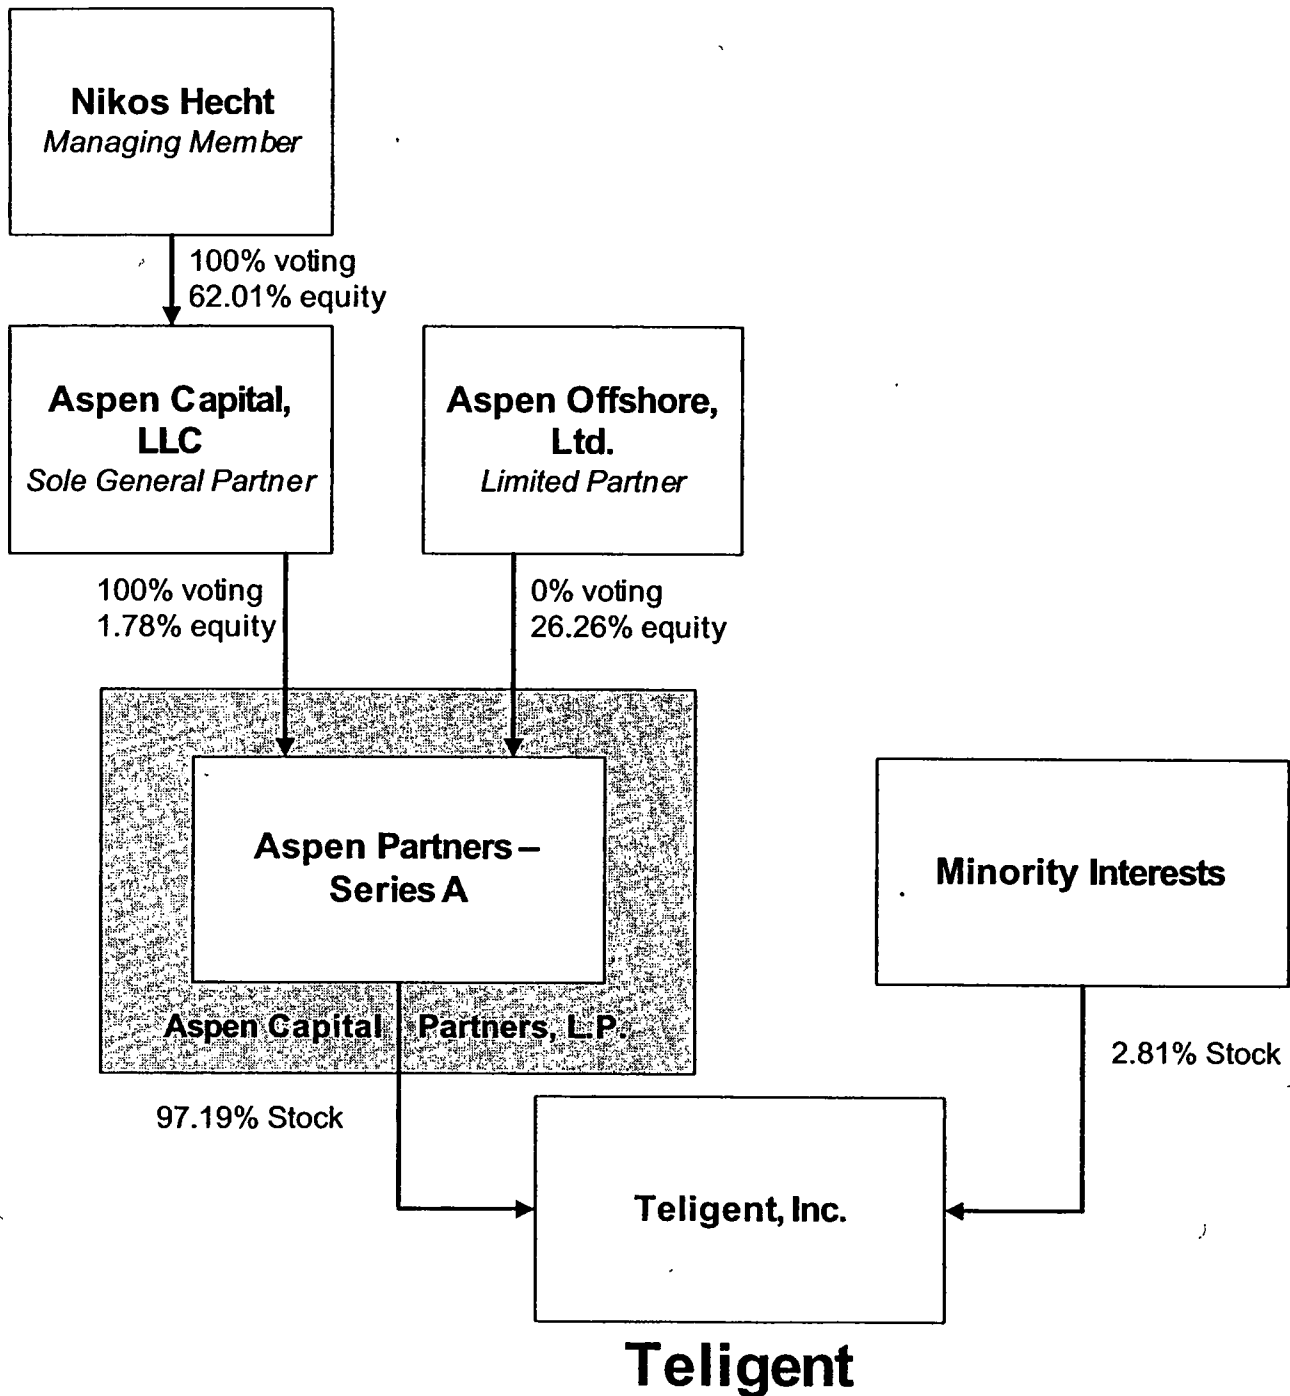 Nikos Hecht
Managing Member
100% voting
62.01% equity
Aspen Capital,
LLC
Sole General Partner
Aspen Offshore,
Ltd.
Limited Partner
100% voting
1.78% equity
0% voting
26.26% equity
Aspen Partners –
Series A
Aspen Capital Partners, L.P.
Minority Interests
97.19% Stock
2.81% Stock
Teligent, Inc.
Teligent